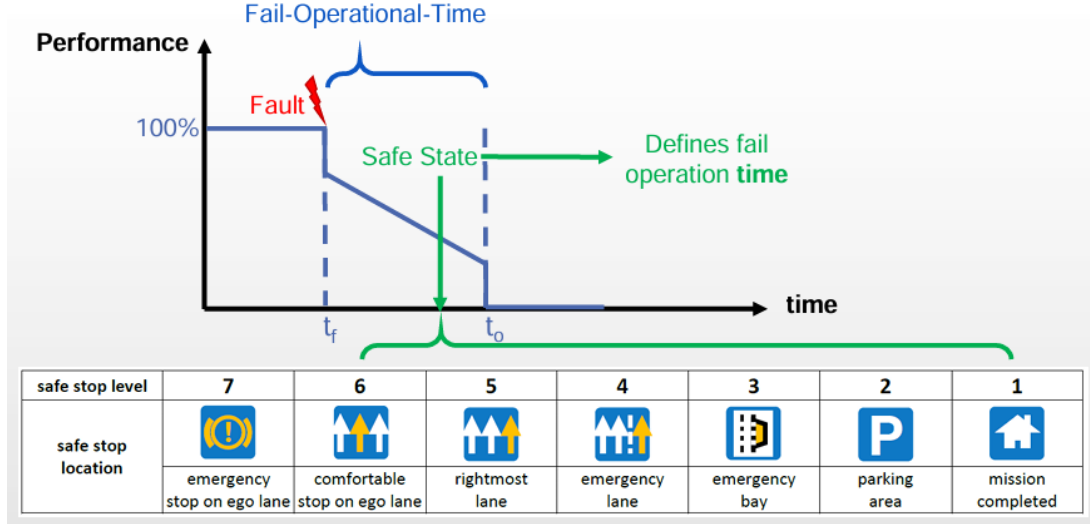 Fail-Operational-Time
Performance
Fault
100%
Safe State
Defines fail
operation time
time
tf
to
safe stop level 7 6 5 4 3 2 1
safe stop
location
P
emergency
stop on ego lane
comfortable
stop on ego lane
rightmost
lane
emergency
lane
emergency
bay
parking
area
mission
completed